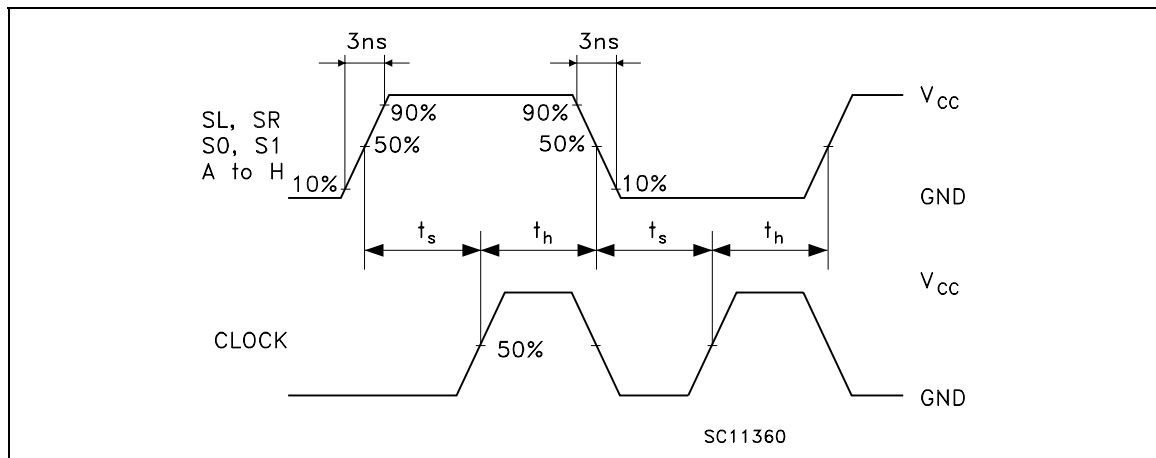 3ns 3ns
90% 90% VCC
SL, SR
S0, S1 50% 50%
A to H
10% 10% GND
ts th ts th
VCC
CLOCK 50%
GND
SC11360